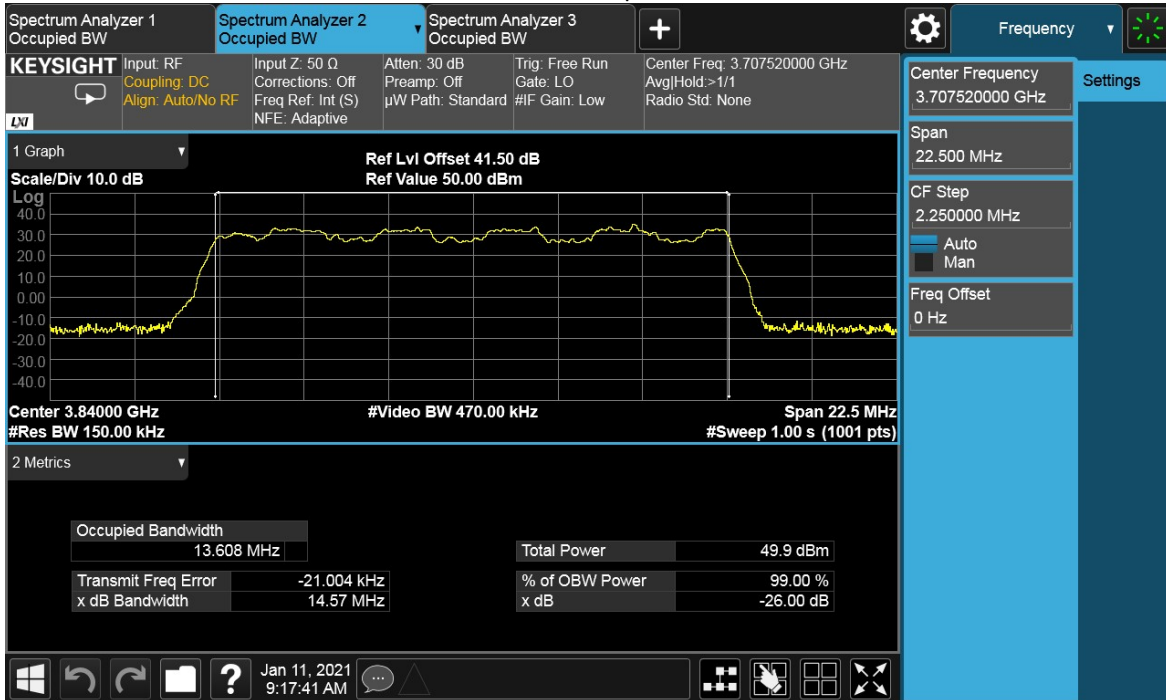 Spectrum Analyzer 1
Occupied BW
Spectrum Analyzer 2
Occupied BW
Spectrum Analyzer 3
Occupied BW
+
Frequency
KEYSIGHT
LXI
Input: RF
Coupling: DC
Align: Auto/No RF
Input Z: 50 Ω
Corrections: Off
Freq Ref: Int (S)
NFE: Adaptive
Atten: 30 dB
Preamp: Off
µW Path: Standard
Trig: Free Run
Gate: LO
#IF Gain: Low
Center Freq: 3.707520000 GHz
Avg|Hold:>1/1
Radio Std: None
Center Frequency
3.707520000 GHz
Settings
Span
22.500 MHz
CF Step
2.250000 MHz
Auto
Man
Freq Offset
0 Hz
1 Graph
Scale/Div 10.0 dB
Ref Lvl Offset 41.50 dB
Ref Value 50.00 dBm
Log
40.0
30.0
20.0
10.0
0.00
-10.0
-20.0
-30.0
-40.0
Center 3.84000 GHz
#Video BW 470.00 kHz
Span 22.5 MHz
#Res BW 150.00 kHz
#Sweep 1.00 s (1001 pts)
2 Metrics
Occupied Bandwidth
13.608 MHz
Total Power 49.9 dBm
Transmit Freq Error -21.004 kHz
% of OBW Power 99.00 %
x dB Bandwidth 14.57 MHz
x dB -26.00 dB
?
Jan 11, 2021
9:17:41 AM